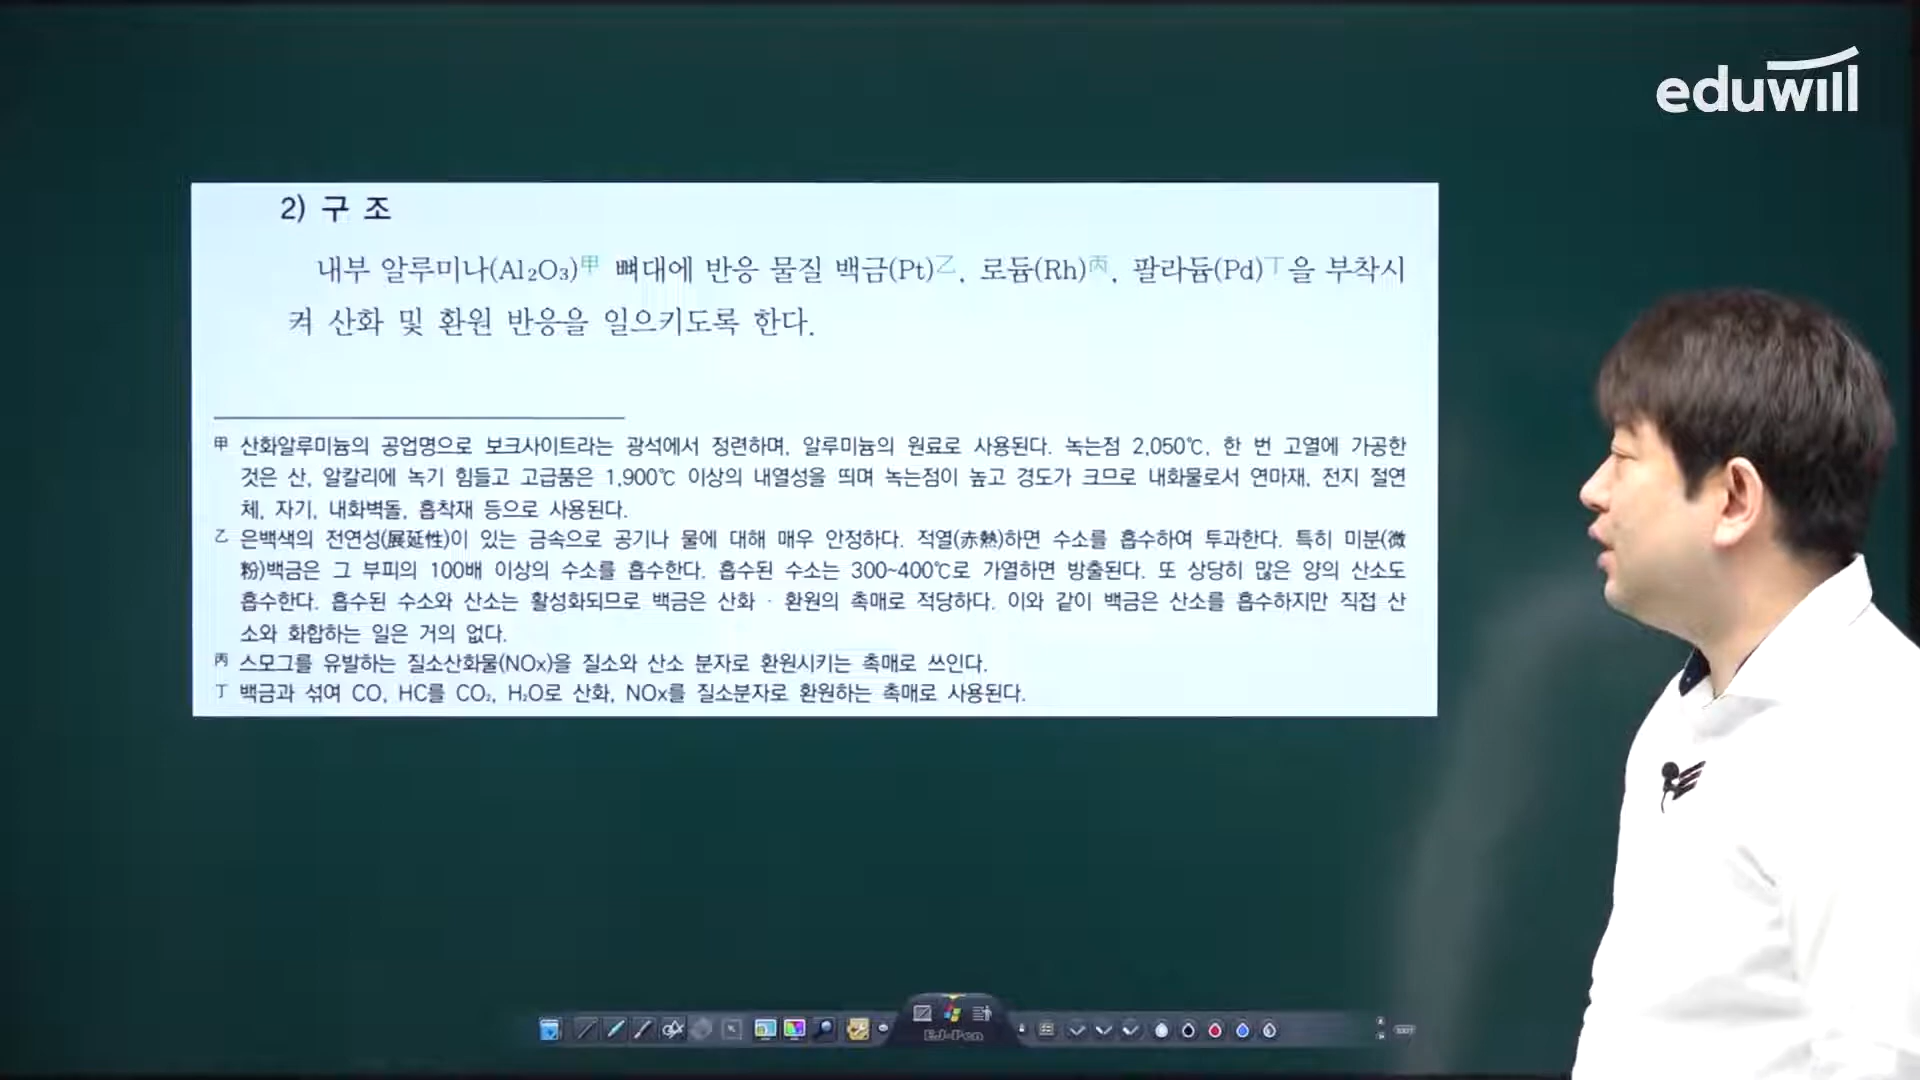 eduwill
2) 구 조
내부 알루미나(Al₂O₃)甲 뼈대에 반응 물질 백금(Pt)乙, 로듐(Rh)丙, 팔라듐(Pd)丁을 부착시
켜 산화 및 환원 반응을 일으키도록 한다.
甲 산화알루미늄의 공업명으로 보크사이트라는 광석에서 정련하며, 알루미늄의 원료로 사용된다. 녹는점 2,050℃, 한 번 고열에 가공한
것은 산, 알칼리에 녹기 힘들고 고급품은 1,900℃ 이상의 내열성을 띄며 녹는점이 높고 경도가 크므로 내화물로서 연마재, 전지 절연
체, 자기, 내화벽돌, 흡착재 등으로 사용된다.
乙 은백색의 전연성(展延性)이 있는 금속으로 공기나 물에 대해 매우 안정하다. 적열(赤熱)하면 수소를 흡수하여 투과한다. 특히 미분(微
粉)백금은 그 부피의 100배 이상의 수소를 흡수한다. 흡수된 수소는 300~400℃로 가열하면 방출된다. 또 상당히 많은 양의 산소도
흡수한다. 흡수된 수소와 산소는 활성화되므로 백금은 산화 · 환원의 촉매로 적당하다. 이와 같이 백금은 산소를 흡수하지만 직접 산
소와 화합하는 일은 거의 없다.
丙 스모그를 유발하는 질소산화물(NOx)을 질소와 산소 분자로 환원시키는 촉매로 쓰인다.
丁 백금과 섞여 CO, HC를 CO₂, H₂O로 산화, NOx를 질소분자로 환원하는 촉매로 사용된다.
EJ-Pen